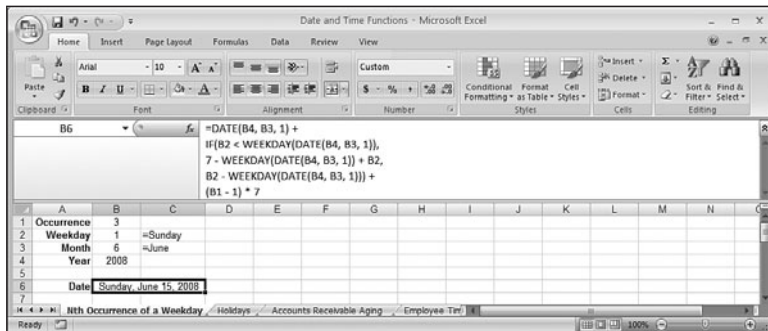 Date and Time Functions - Microsoft Excel
Home Insert Page Layout Formulas Data Review View
Paste
Clipboard
Arial 10 A A
B I U A
Font
Alignment
Custom
$ % ,
Number
Conditional Formatting as Table
Format
Cell Styles
Styles
Insert
Delete
Format
Cells
Σ
Sort & Filter
Find & Select
Editing
B6 fx =DATE(B4, B3, 1) +
IF(B2 < WEEKDAY(DATE(B4, B3, 1)),
7 - WEEKDAY(DATE(B4, B3, 1)) + B2,
B2 - WEEKDAY(DATE(B4, B3, 1))) +
(B1 - 1) * 7
A B C D E F G H I J K L M N
1 Occurrence 3
2 Weekday 1 =Sunday
3 Month 6 =June
4 Year 2008
5
6 Date Sunday, June 15, 2008
7
Nth Occurrence of a Weekday Holidays Accounts Receivable Aging Employee Tim
Ready 100%